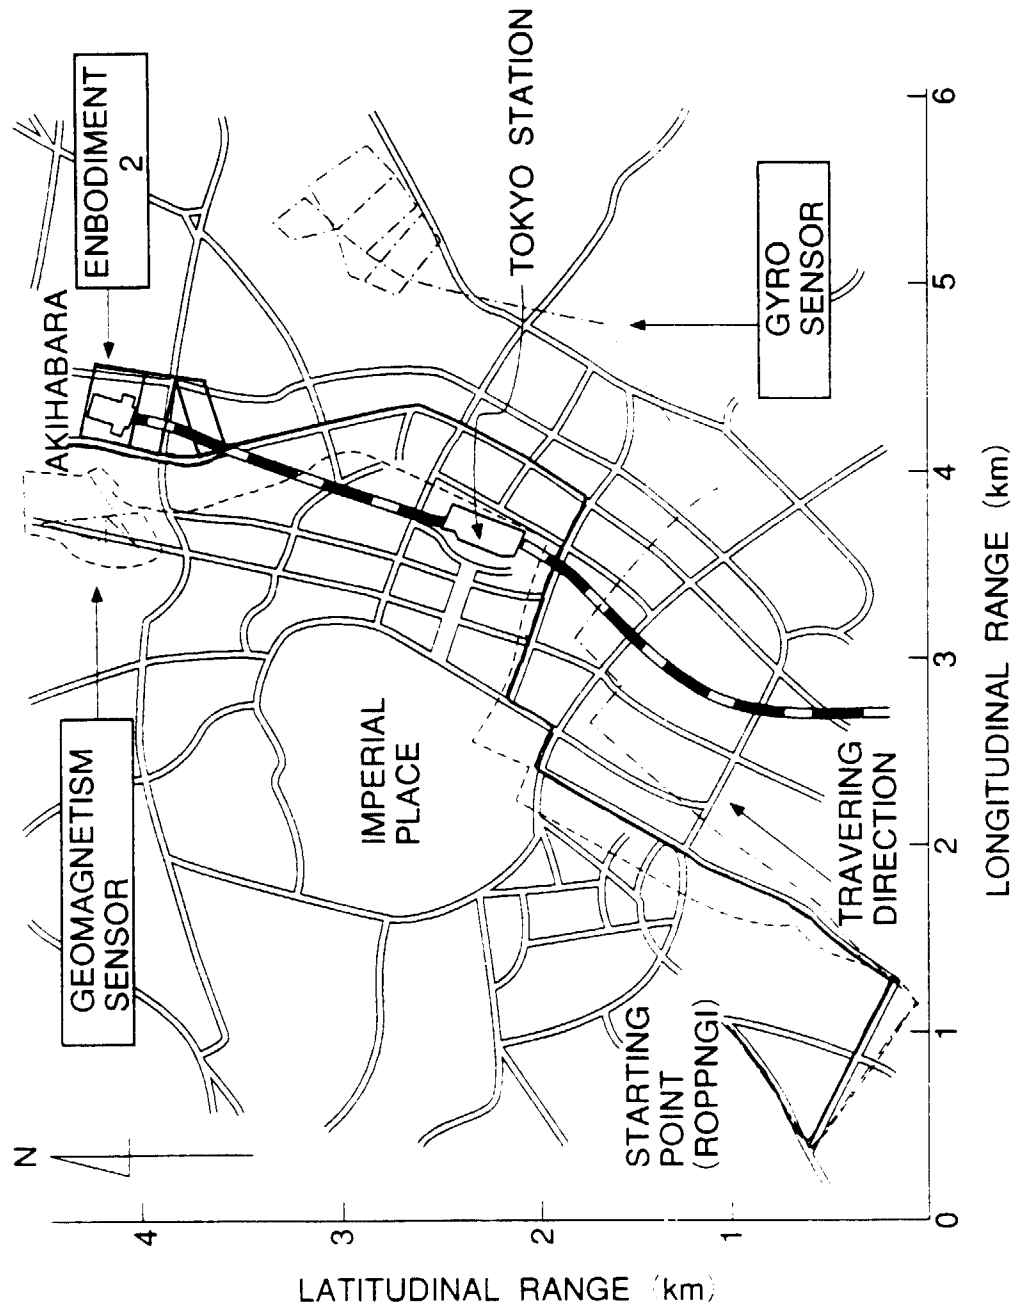 N
AKIHABARA
ENBODIMENT
2
GEOMAGNETISM
SENSOR
TOKYO STATION
GYRO
SENSOR
IMPERIAL
PLACE
STARTING
POINT
(ROPPNGI)
TRAVERING
DIRECTION
LATITUDINAL RANGE (km)
4
3
2
1
0
1
2
3
4
5
6
LONGITUDINAL RANGE (km)